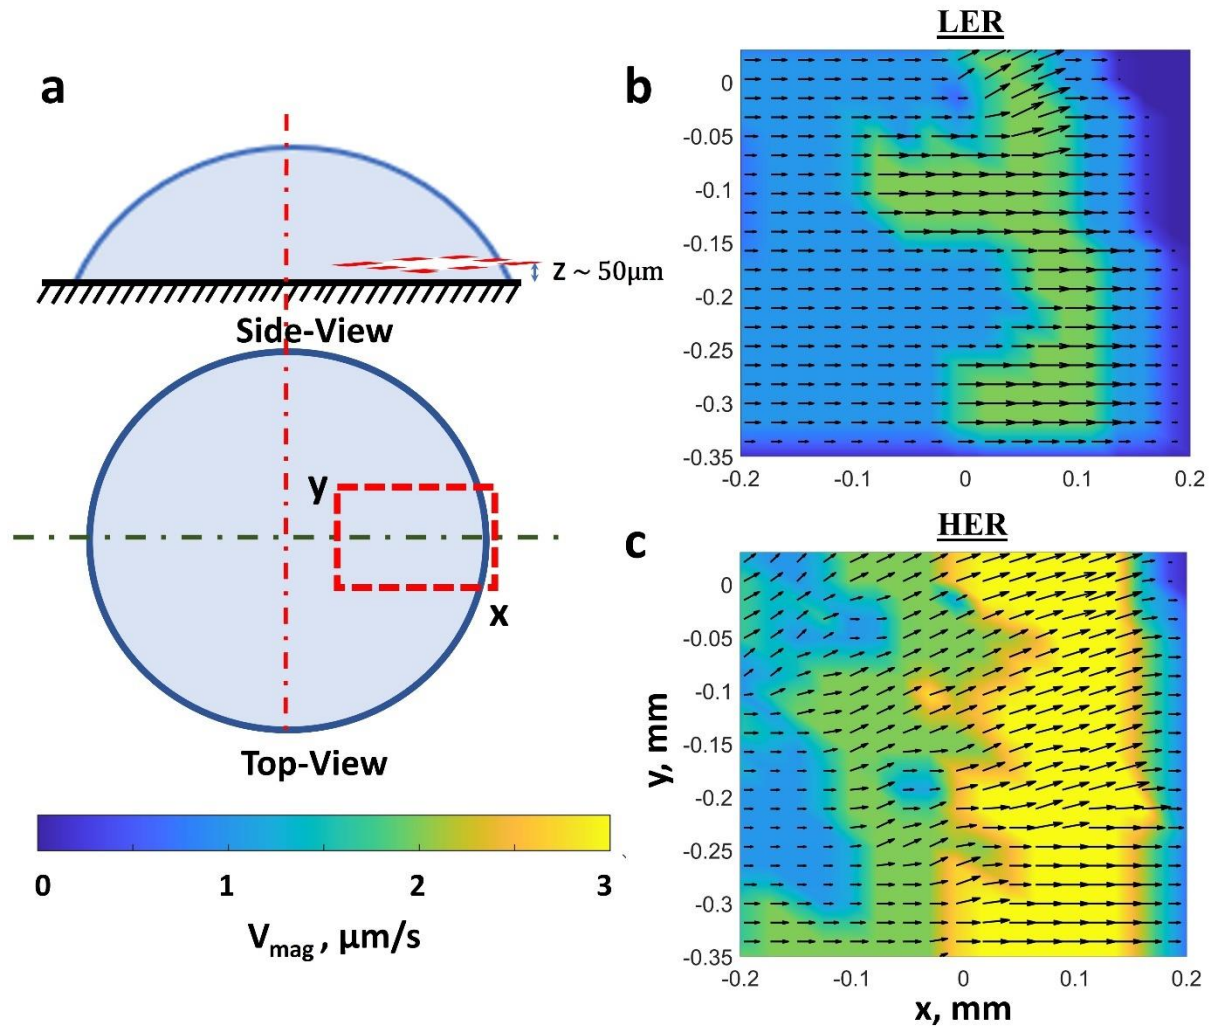 a
z ~ 50μm
Side-View
y
x
Top-View
0 1 2 3
Vmag , μm/s
LER
b
0
-0.05
-0.1
-0.15
-0.2
-0.25
-0.3
-0.35
-0.2 -0.1 0 0.1 0.2
HER
c
y, mm
0
-0.05
-0.1
-0.15
-0.2
-0.25
-0.3
-0.35
-0.2 -0.1 0 0.1 0.2
x, mm